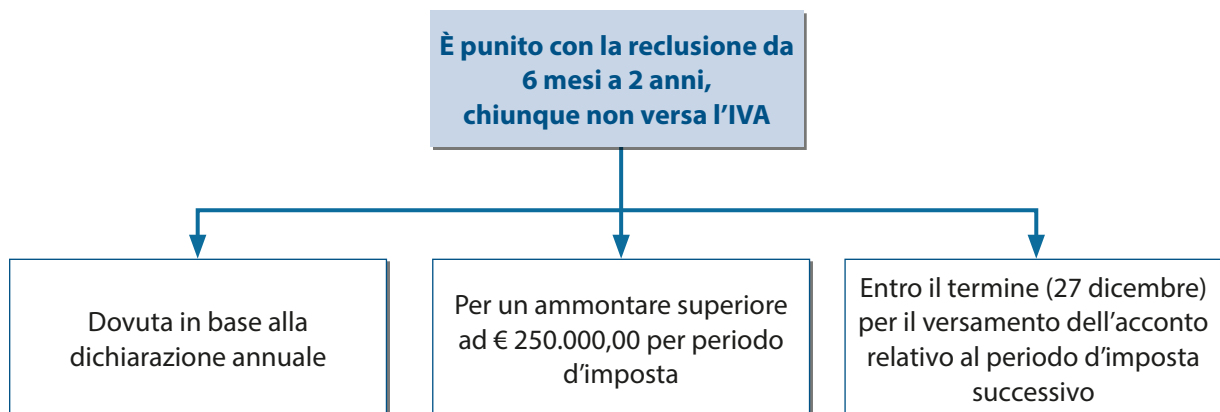 È punito con la reclusione da
6 mesi a 2 anni,
chiunque non versa l'IVA
Dovuta in base alla
dichiarazione annuale
Per un ammontare superiore
ad € 250.000,00 per periodo
d'imposta
Entro il termine (27 dicembre)
per il versamento dell'acconto
relativo al periodo d'imposta
successivo